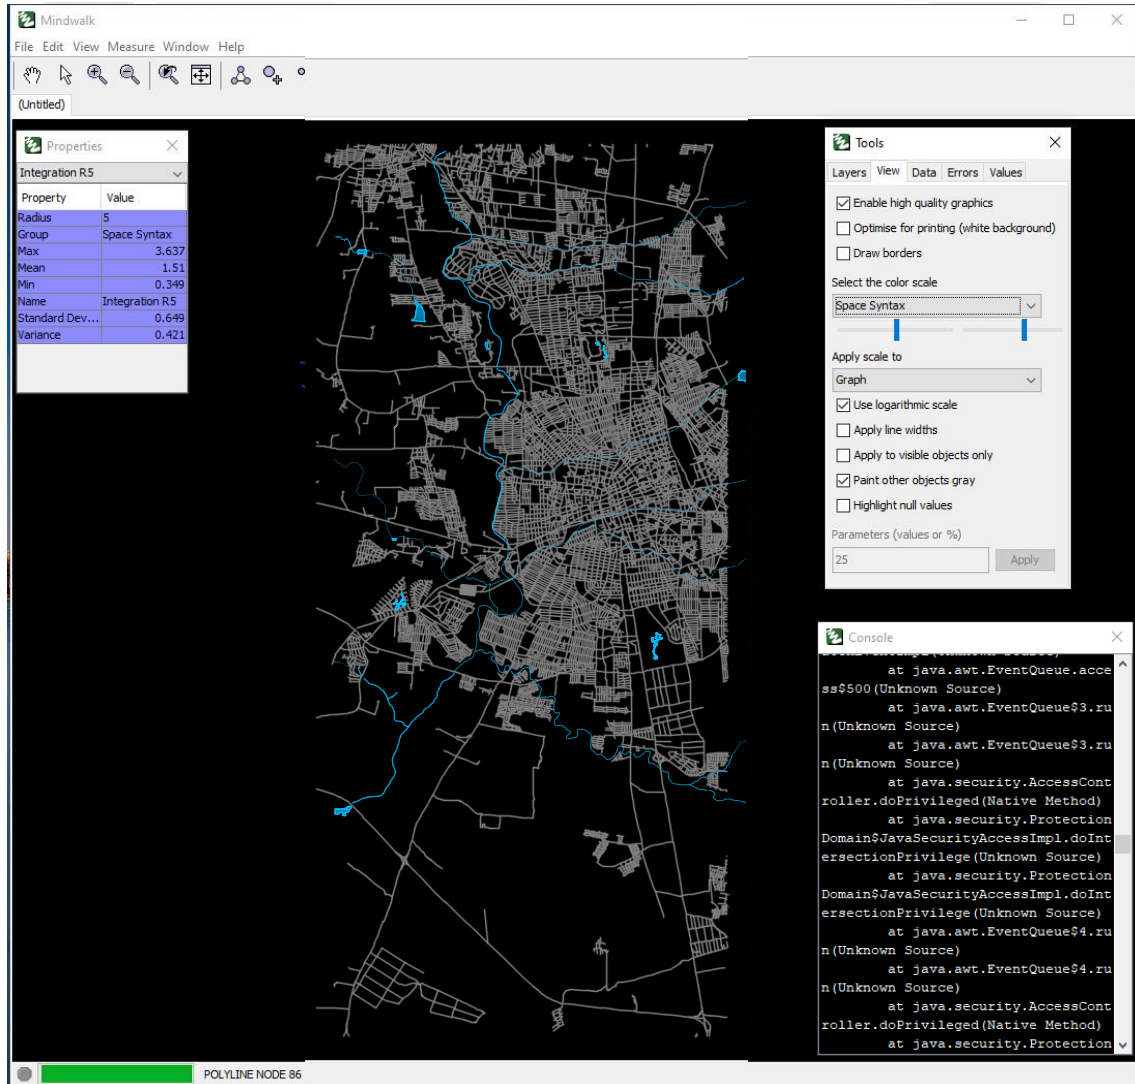 Mindwalk
File Edit View Measure Window Help
(Untitled)
Properties
Integration R5
Property Value
Radius 5
Group Space Syntax
Max 3.637
Mean 1.51
Min 0.349
Name Integration R5
Standard Dev... 0.649
Variance 0.421
Tools
Layers View Data Errors Values
Enable high quality graphics
Optimise for printing (white background)
Draw borders
Select the color scale
Space Syntax
Apply scale to
Graph
Use logarithmic scale
Apply line widths
Apply to visible objects only
Paint other objects gray
Highlight null values
Parameters (values or %)
25 Apply
Console
at java.awt.EventQueue.acce
ss$500(Unknown Source)
at java.awt.EventQueue$3.ru
n(Unknown Source)
at java.awt.EventQueue$3.ru
n(Unknown Source)
at java.security.AccessCont
roller.doPrivileged(Native Method)
at java.security.Protection
Domain$JavaSecurityAccessImpl.doInt
ersectionPrivilege(Unknown Source)
at java.security.Protection
Domain$JavaSecurityAccessImpl.doInt
ersectionPrivilege(Unknown Source)
at java.awt.EventQueue$4.ru
n(Unknown Source)
at java.awt.EventQueue$4.ru
n(Unknown Source)
at java.security.AccessCont
roller.doPrivileged(Native Method)
at java.security.Protection
POLYLINE NODE 86